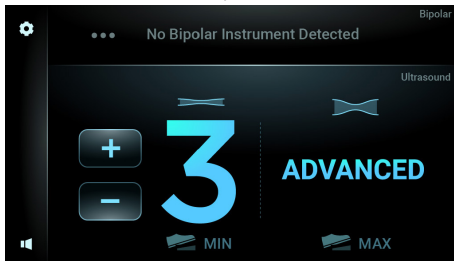 Bipolar
No Bipolar Instrument Detected
Ultrasound
3
ADVANCED
MIN
MAX